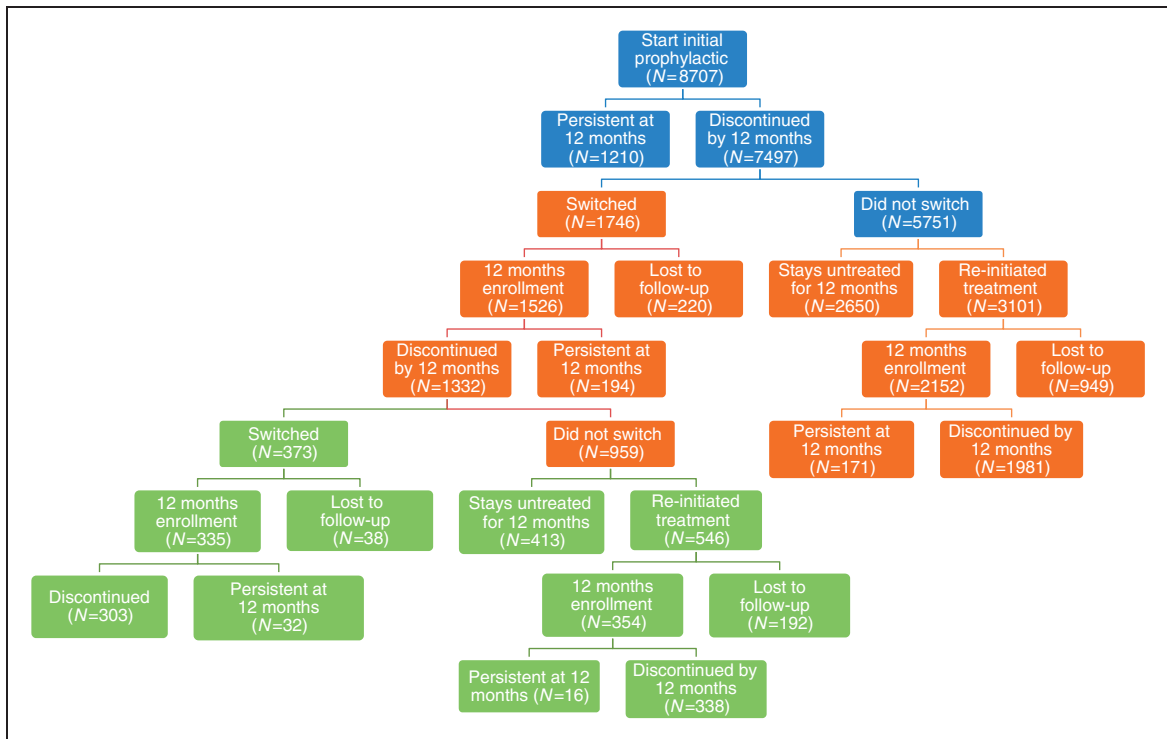 Start initial
prophylactic
(N=8707)
Persistent at
12 months
(N=1210)
Discontinued
by 12 months
(N=7497)
Switched
(N=1746)
Did not switch
(N=5751)
12 months
enrollment
(N=1526)
Lost to
follow-up
(N=220)
Stays untreated
for 12 months
(N=2650)
Re-initiated
treatment
(N=3101)
Discontinued
by 12 months
(N=1332)
Persistent at
12 months
(N=194)
12 months
enrollment
(N=2152)
Lost to
follow-up
(N=949)
Switched
(N=373)
Did not switch
(N=959)
Persistent at
12 months
(N=171)
Discontinued by
12 months
(N=1981)
12 months
enrollment
(N=335)
Lost to
follow-up
(N=38)
Stays untreated
for 12 months
(N=413)
Re-initiated
treatment
(N=546)
Discontinued
(N=303)
Persistent at
12 months
(N=32)
12 months
enrollment
(N=354)
Lost to
follow-up
(N=192)
Persistent at 12
months (N=16)
Discontinued by
12 months
(N=338)